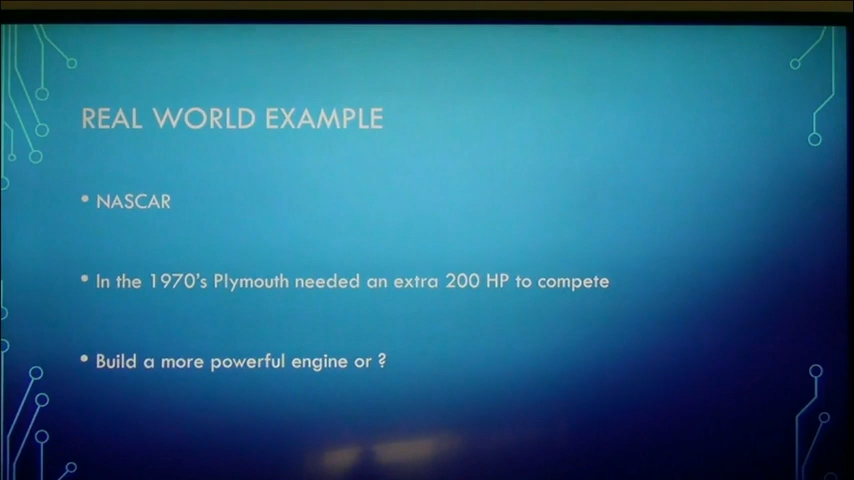 REAL WORLD EXAMPLE
• NASCAR
• In the 1970's Plymouth needed an extra 200 HP to compete
• Build a more powerful engine or ?